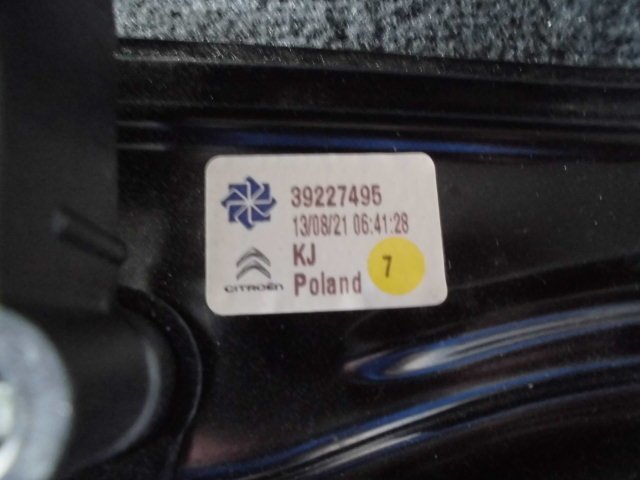 39227495
13/08/21 06:41:28
KJ
7
CITROËN
Poland